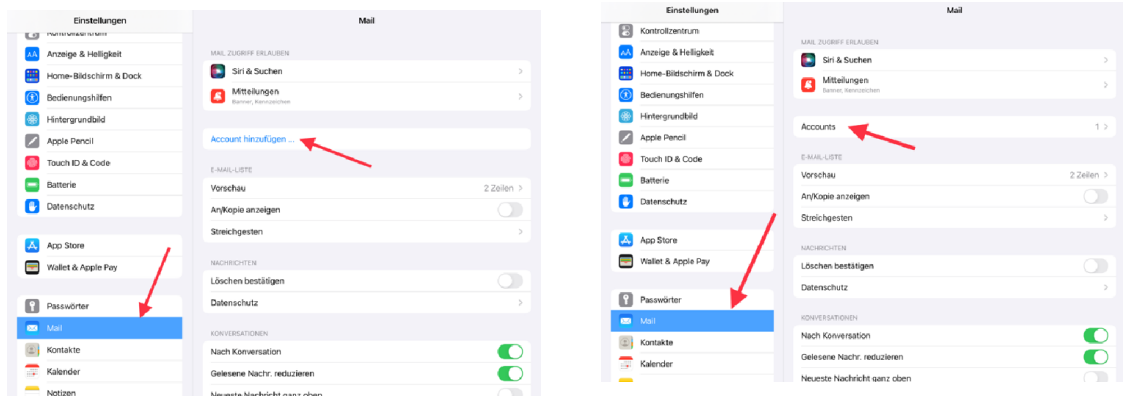 Einstellungen
Kontrollzentrum
Anzeige & Helligkeit
Home-Bildschirm & Dock
Bedienungshilfen
Hintergrundbild
Apple Pencil
Touch ID & Code
Batterie
Datenschutz
App Store
Wallet & Apple Pay
Passwörter
Mail
Kontakte
Kalender
Notizen
Mail
MAIL ZUGRIFF ERLAUBEN
Siri & Suchen
Mitteilungen
Banner, Kennzeichen
Account hinzufügen ...
E-MAIL-LISTE
Vorschau 2 Zeilen
An/Kopie anzeigen
Streichgesten
NACHRICHTEN
Löschen bestätigen
Datenschutz
KONVERSATIONEN
Nach Konversation
Gelesene Nachr. reduzieren
Neueste Nachricht ganz oben
Einstellungen
Kontrollzentrum
Anzeige & Helligkeit
Home-Bildschirm & Dock
Bedienungshilfen
Hintergrundbild
Apple Pencil
Touch ID & Code
Batterie
Datenschutz
App Store
Wallet & Apple Pay
Passwörter
Mail
Kontakte
Kalender
Mail
MAIL ZUGRIFF ERLAUBEN
Siri & Suchen
Mitteilungen
Banner, Kennzeichen
Accounts 1
E-MAIL-LISTE
Vorschau 2 Zeilen
An/Kopie anzeigen
Streichgesten
NACHRICHTEN
Löschen bestätigen
Datenschutz
KONVERSATIONEN
Nach Konversation
Gelesene Nachr. reduzieren
Neueste Nachricht ganz oben